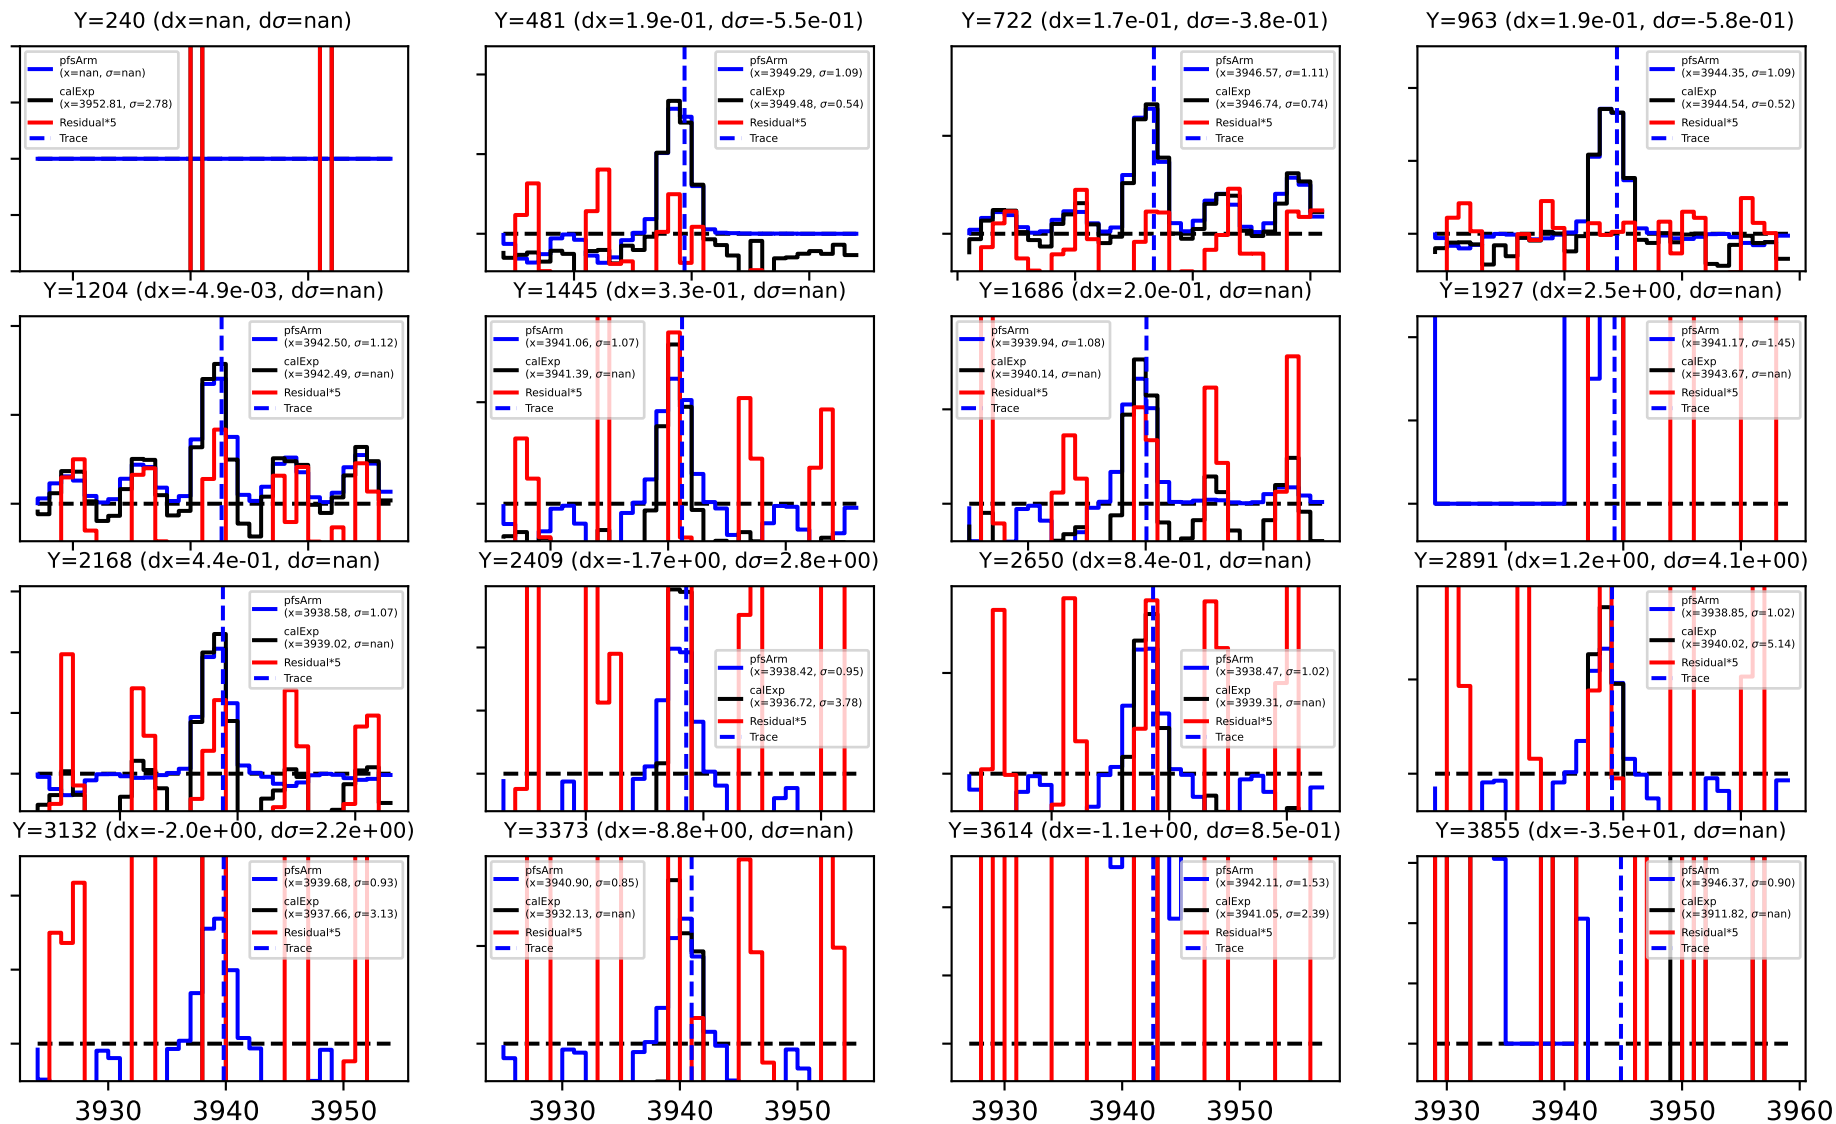 Y=240 (dx=nan, dσ=nan)
pfsArm
(x=nan, σ=nan)
calExp
(x=3952.81, σ=2.78)
Residual*5
Trace
Y=481 (dx=1.9e-01, dσ=-5.5e-01)
pfsArm
(x=3949.29, σ=1.09)
calExp
(x=3949.48, σ=0.54)
Residual*5
Trace
Y=722 (dx=1.7e-01, dσ=-3.8e-01)
pfsArm
(x=3946.57, σ=1.11)
calExp
(x=3946.74, σ=0.74)
Residual*5
Trace
Y=963 (dx=1.9e-01, dσ=-5.8e-01)
pfsArm
(x=3944.35, σ=1.09)
calExp
(x=3944.54, σ=0.52)
Residual*5
Trace
Y=1204 (dx=-4.9e-03, dσ=nan)
pfsArm
(x=3942.50, σ=1.12)
calExp
(x=3942.49, σ=nan)
Residual*5
Trace
Y=1445 (dx=3.3e-01, dσ=nan)
pfsArm
(x=3941.06, σ=1.07)
calExp
(x=3941.39, σ=nan)
Residual*5
Trace
Y=1686 (dx=2.0e-01, dσ=nan)
pfsArm
(x=3939.94, σ=1.08)
calExp
(x=3940.14, σ=nan)
Residual*5
Trace
Y=1927 (dx=2.5e+00, dσ=nan)
pfsArm
(x=3941.17, σ=1.45)
calExp
(x=3943.67, σ=nan)
Residual*5
Trace
Y=2168 (dx=4.4e-01, dσ=nan)
pfsArm
(x=3938.58, σ=1.07)
calExp
(x=3939.02, σ=nan)
Residual*5
Trace
Y=2409 (dx=-1.7e+00, dσ=2.8e+00)
pfsArm
(x=3938.42, σ=0.95)
calExp
(x=3936.72, σ=3.78)
Residual*5
Trace
Y=2650 (dx=8.4e-01, dσ=nan)
pfsArm
(x=3938.47, σ=1.02)
calExp
(x=3939.31, σ=nan)
Residual*5
Trace
Y=2891 (dx=1.2e+00, dσ=4.1e+00)
pfsArm
(x=3938.85, σ=1.02)
calExp
(x=3940.02, σ=5.14)
Residual*5
Trace
Y=3132 (dx=-2.0e+00, dσ=2.2e+00)
pfsArm
(x=3939.68, σ=0.93)
calExp
(x=3937.66, σ=3.13)
Residual*5
Trace
Y=3373 (dx=-8.8e+00, dσ=nan)
pfsArm
(x=3940.90, σ=0.85)
calExp
(x=3932.13, σ=nan)
Residual*5
Trace
Y=3614 (dx=-1.1e+00, dσ=8.5e-01)
pfsArm
(x=3942.11, σ=1.53)
calExp
(x=3941.05, σ=2.39)
Residual*5
Trace
Y=3855 (dx=-3.5e+01, dσ=nan)
pfsArm
(x=3946.37, σ=0.90)
calExp
(x=3911.82, σ=nan)
Residual*5
Trace
3930 3940 3950
3930 3940 3950
3930 3940 3950
3930 3940 3950 3960